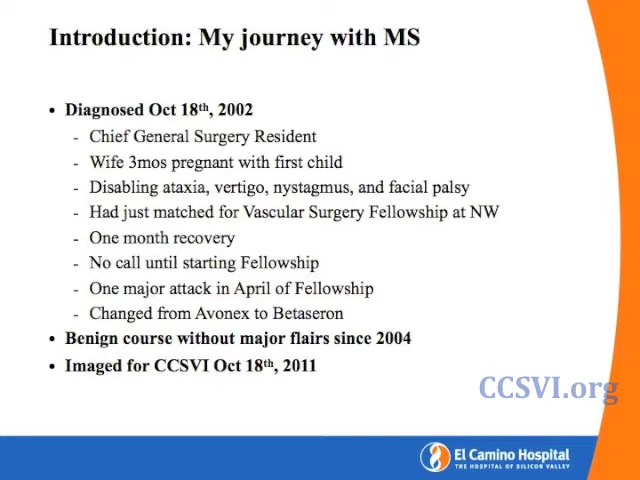 Introduction: My journey with MS
• Diagnosed Oct 18th, 2002
- Chief General Surgery Resident
- Wife 3mos pregnant with first child
- Disabling ataxia, vertigo, nystagmus, and facial palsy
- Had just matched for Vascular Surgery Fellowship at NW
- One month recovery
- No call until starting Fellowship
- One major attack in April of Fellowship
- Changed from Avonex to Betaseron
• Benign course without major flairs since 2004
• Imaged for CCSVI Oct 18th, 2011
CCSVI.org
El Camino Hospital
THE HOSPITAL OF SILICON VALLEY